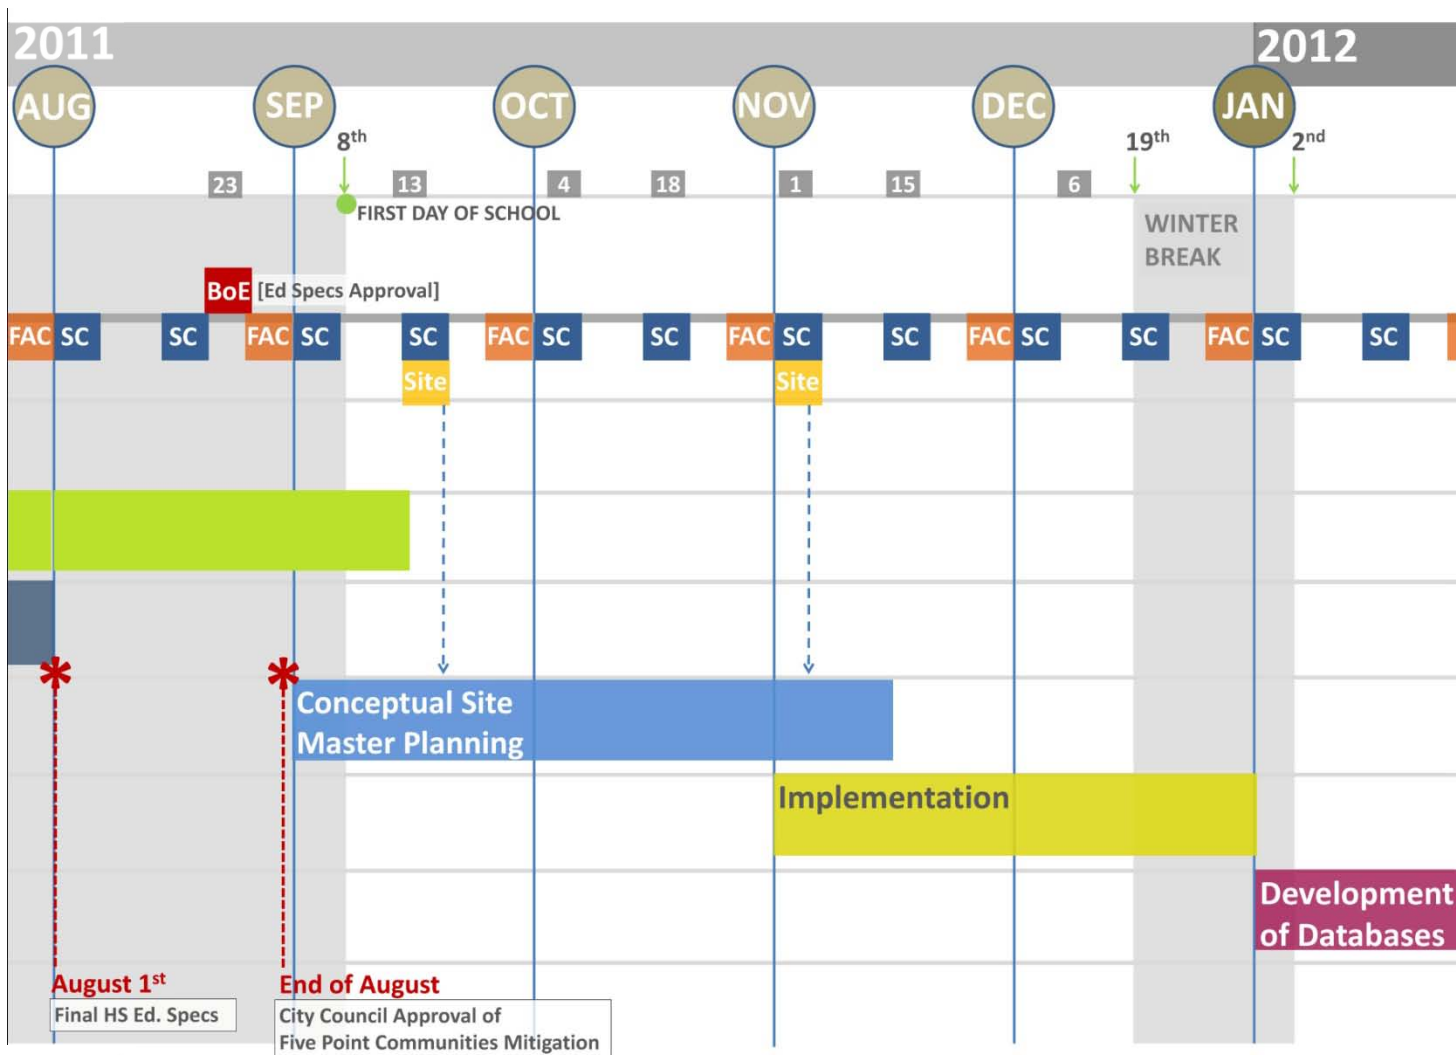 2011
2012
AUG SEP OCT NOV DEC JAN
8th 19th 2nd
23 13 4 18 1 15 6
FIRST DAY OF SCHOOL
WINTER
BREAK
BoE [Ed Specs Approval]
FAC SC SC FAC SC SC FAC SC SC FAC SC SC FAC SC SC FAC SC SC
Site Site
Conceptual Site
Master Planning
Implementation
Development
of Databases
August 1st
Final HS Ed. Specs
End of August
City Council Approval of
Five Point Communities Mitigation